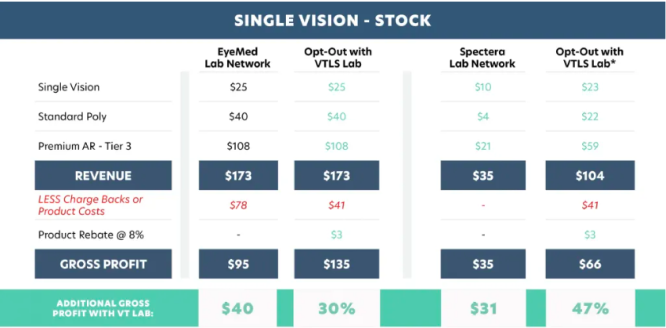 SINGLE VISION - STOCK
EyeMed Lab Network Opt-Out with VTLS Lab Spectera Lab Network Opt-Out with VTLS Lab*
Single Vision $25 $25 $10 $23
Standard Poly $40 $40 $4 $22
Premium AR - Tier 3 $108 $108 $21 $59
REVENUE $173 $173 $35 $104
LESS Charge Backs or Product Costs $78 $41 - $41
Product Rebate @ 8% - $3 - $3
GROSS PROFIT $95 $135 $35 $66
ADDITIONAL GROSS PROFIT WITH VT LAB: $40 30% $31 47%